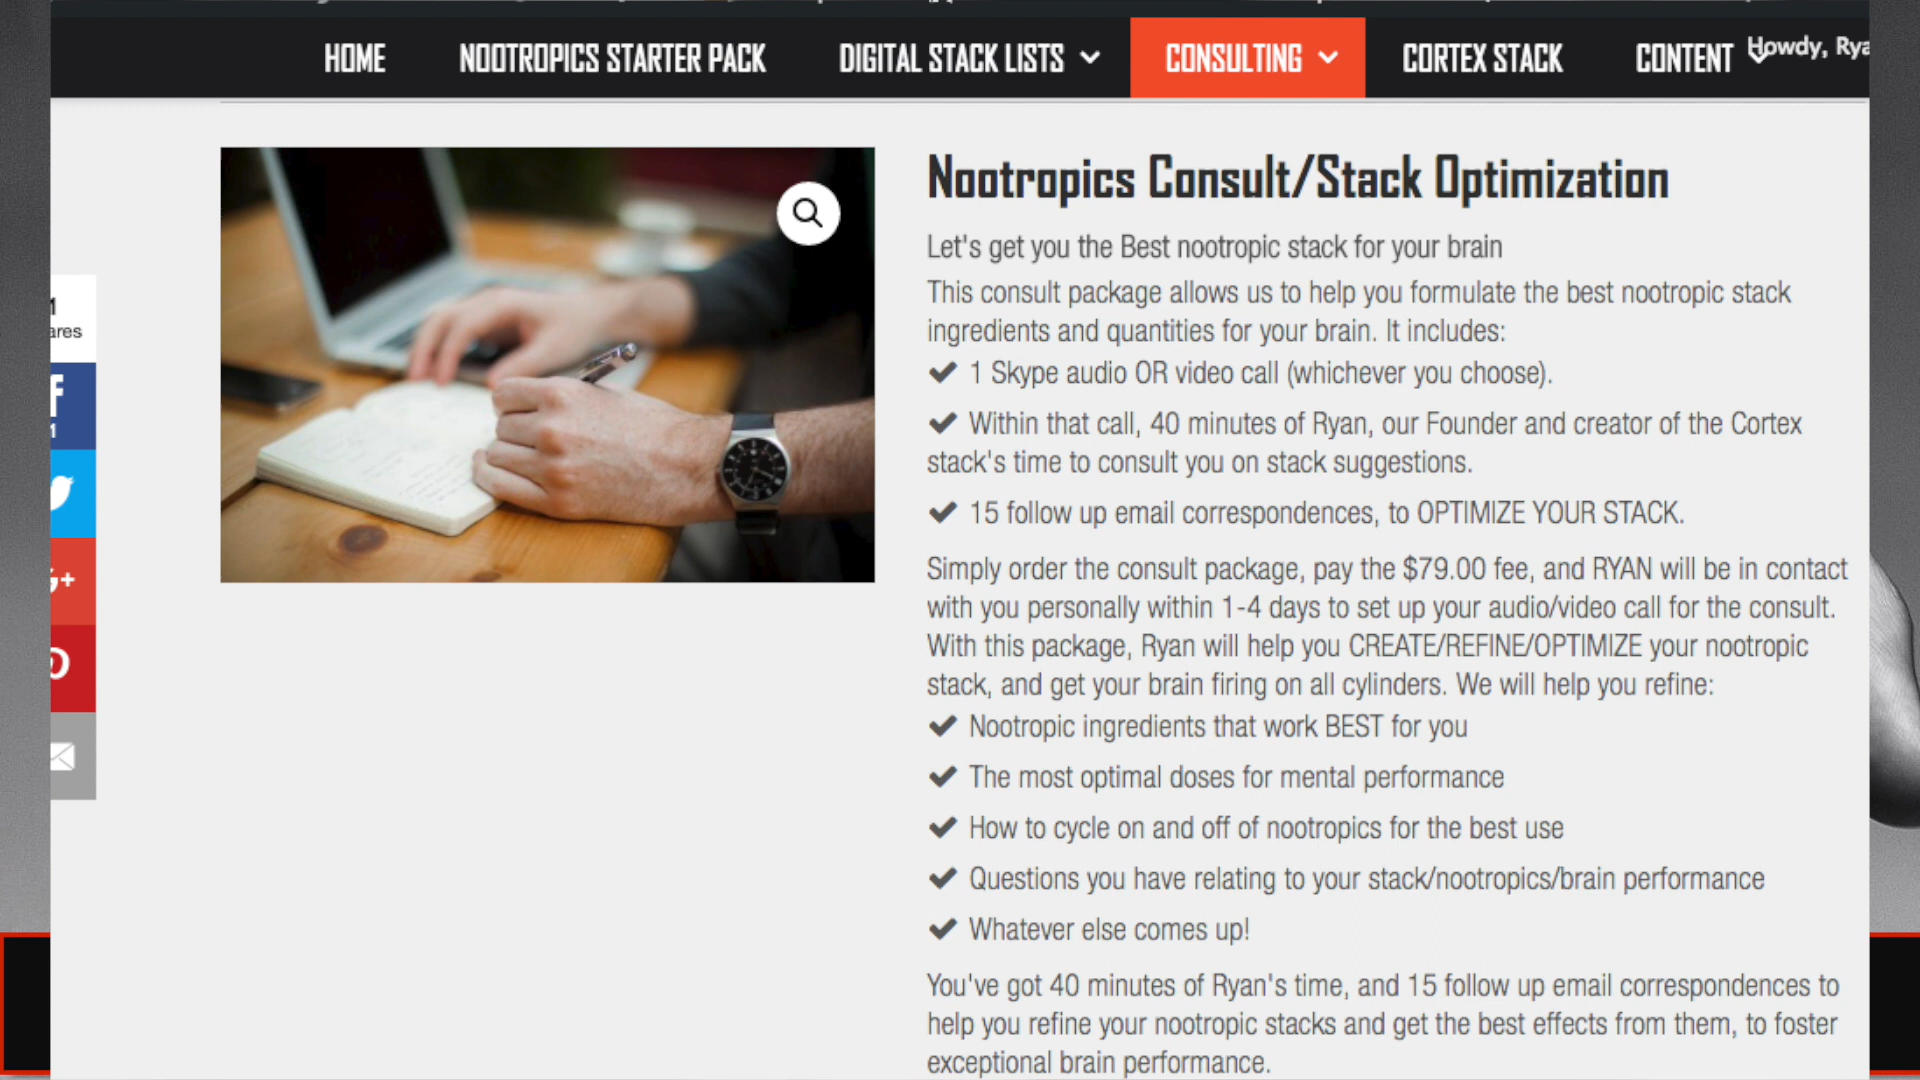 HOME NOOTROPICS STARTER PACK DIGITAL STACK LISTS CONSULTING CORTEX STACK CONTENT Howdy,
Nootropics Consult/Stack Optimization
Let's get you the Best nootropic stack for your brain
This consult package allows us to help you formulate the best nootropic stack
ingredients and quantities for your brain. It includes:
1 Skype audio OR video call (whichever you choose).
Within that call, 40 minutes of Ryan, our Founder and creator of the Cortex
stack's time to consult you on stack suggestions.
15 follow up email correspondences, to OPTIMIZE YOUR STACK.
Simply order the consult package, pay the $79.00 fee, and RYAN will be in contact
with you personally within 1-4 days to set up your audio/video call for the consult.
With this package, Ryan will help you CREATE/REFINE/OPTIMIZE your nootropic
stack, and get your brain firing on all cylinders. We will help you refine:
Nootropic ingredients that work BEST for you
The most optimal doses for mental performance
How to cycle on and off of nootropics for the best use
Questions you have relating to your stack/nootropics/brain performance
Whatever else comes up!
You've got 40 minutes of Ryan's time, and 15 follow up email correspondences to
help you refine your nootropic stacks and get the best effects from them, to foster
exceptional brain performance.